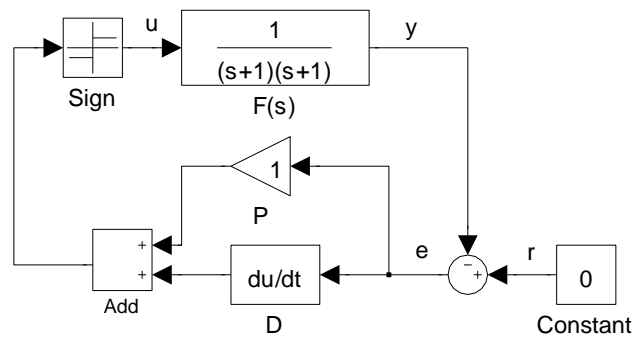 u
1
y
(s+1)(s+1)
Sign
F(s)
1
P
+
e
−
+
r
+
du/dt
0
Add
D
Constant